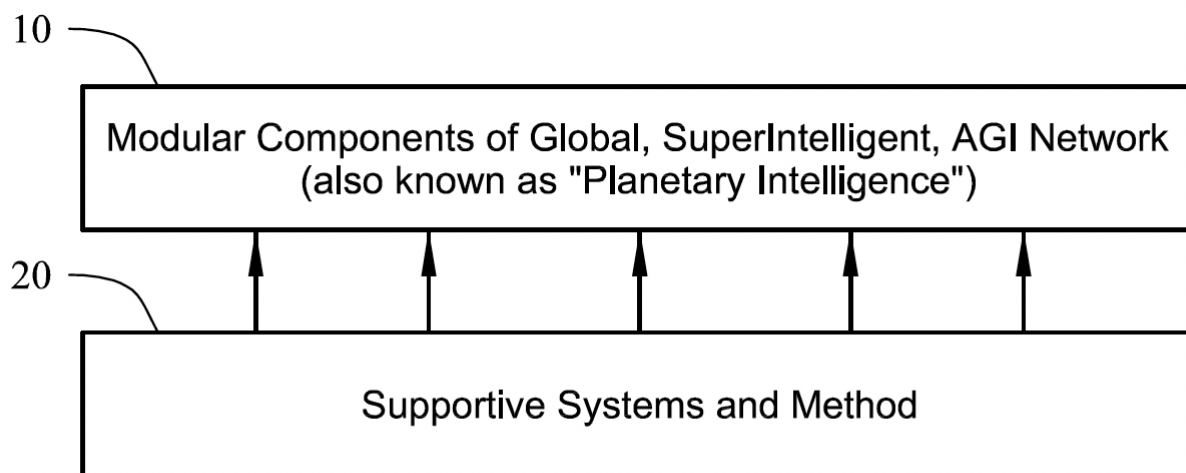 10
Modular Components of Global, SuperIntelligent, AGI Network
(also known as "Planetary Intelligence")
20
Supportive Systems and Method